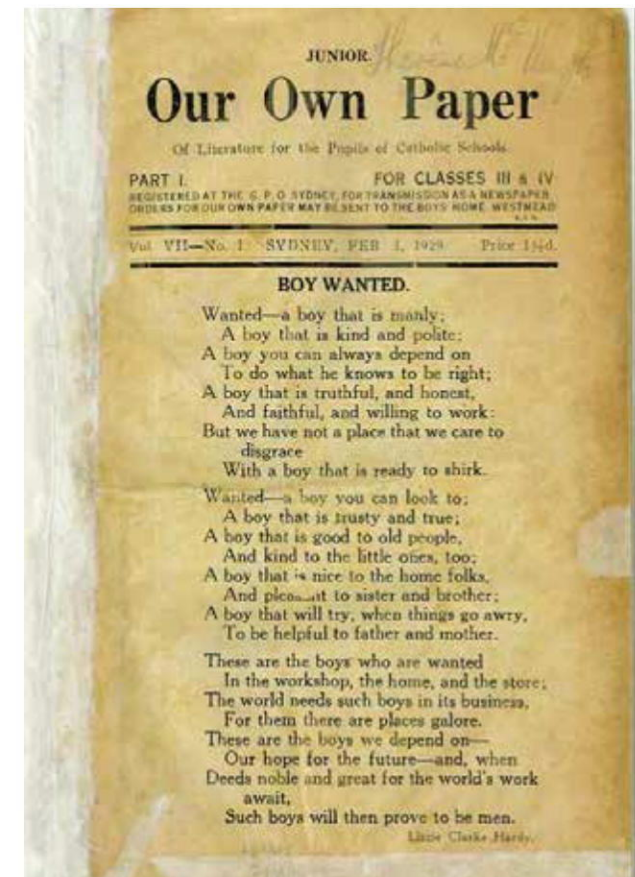 JUNIOR.
Our Own Paper
Of Literature for the Pupils of Catholic Schools
PART I. FOR CLASSES III & IV
REGISTERED AT THE G.P.O SYDNEY, FOR TRANSMISSION AS A NEWSPAPER
ORDERS FOR OUR OWN PAPER MAY BE SENT TO THE BOYS HOME WESTMEAD
Vol. VII—No. 1. SYDNEY, FEB 1, 1929. Price 1½d.
BOY WANTED.
Wanted—a boy that is manly;
A boy that is kind and polite;
A boy you can always depend on
To do what he knows to be right;
A boy that is truthful, and honest,
And faithful, and willing to work:
But we have not a place that we care to
disgrace
With a boy that is ready to shirk.
Wanted—a boy you can look to;
A boy that is trusty and true;
A boy that is good to old people,
And kind to the little ones, too;
A boy that is nice to the home folks,
And pleasant to sister and brother;
A boy that will try, when things go awry,
To be helpful to father and mother.
These are the boys who are wanted
In the workshop, the home, and the store;
The world needs such boys in its business,
For them there are places galore.
These are the boys we depend on—
Our hope for the future—and, when
Deeds noble and great for the world's work
await,
Such boys will then prove to be men.
Clarke Hardy.